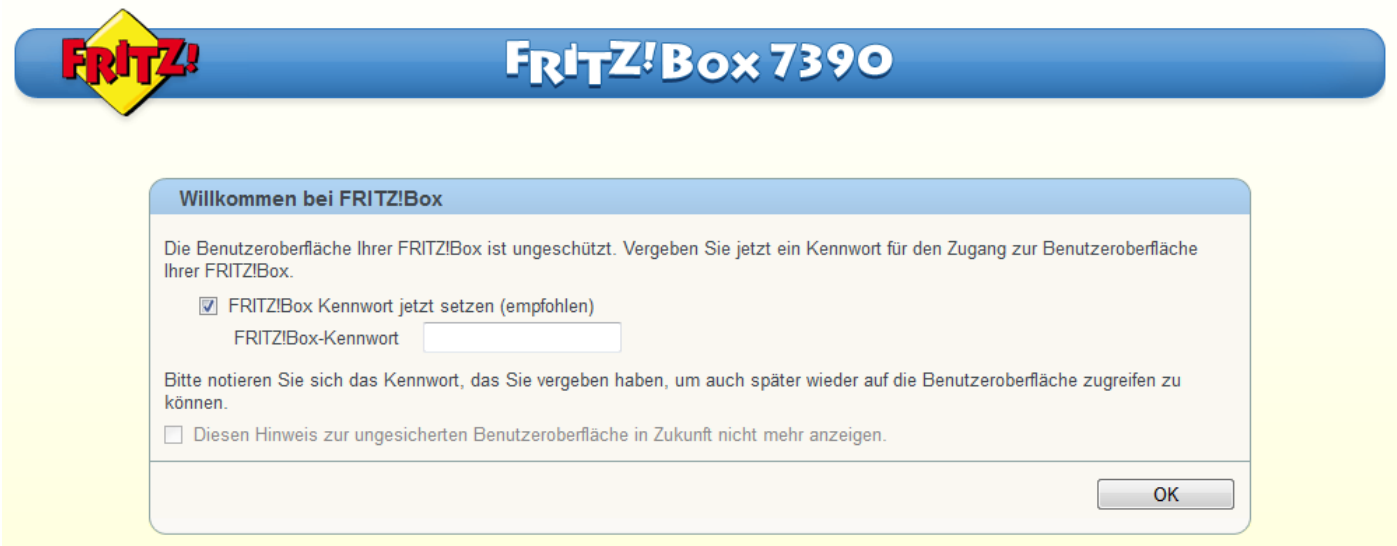 FRITZ!
FRITZ!Box 7390
Willkommen bei FRITZ!Box
Die Benutzeroberfläche Ihrer FRITZ!Box ist ungeschützt. Vergeben Sie jetzt ein Kennwort für den Zugang zur Benutzeroberfläche
Ihrer FRITZ!Box.
FRITZ!Box Kennwort jetzt setzen (empfohlen)
FRITZ!Box-Kennwort
Bitte notieren Sie sich das Kennwort, das Sie vergeben haben, um auch später wieder auf die Benutzeroberfläche zugreifen zu
können.
Diesen Hinweis zur ungesicherten Benutzeroberfläche in Zukunft nicht mehr anzeigen.
OK